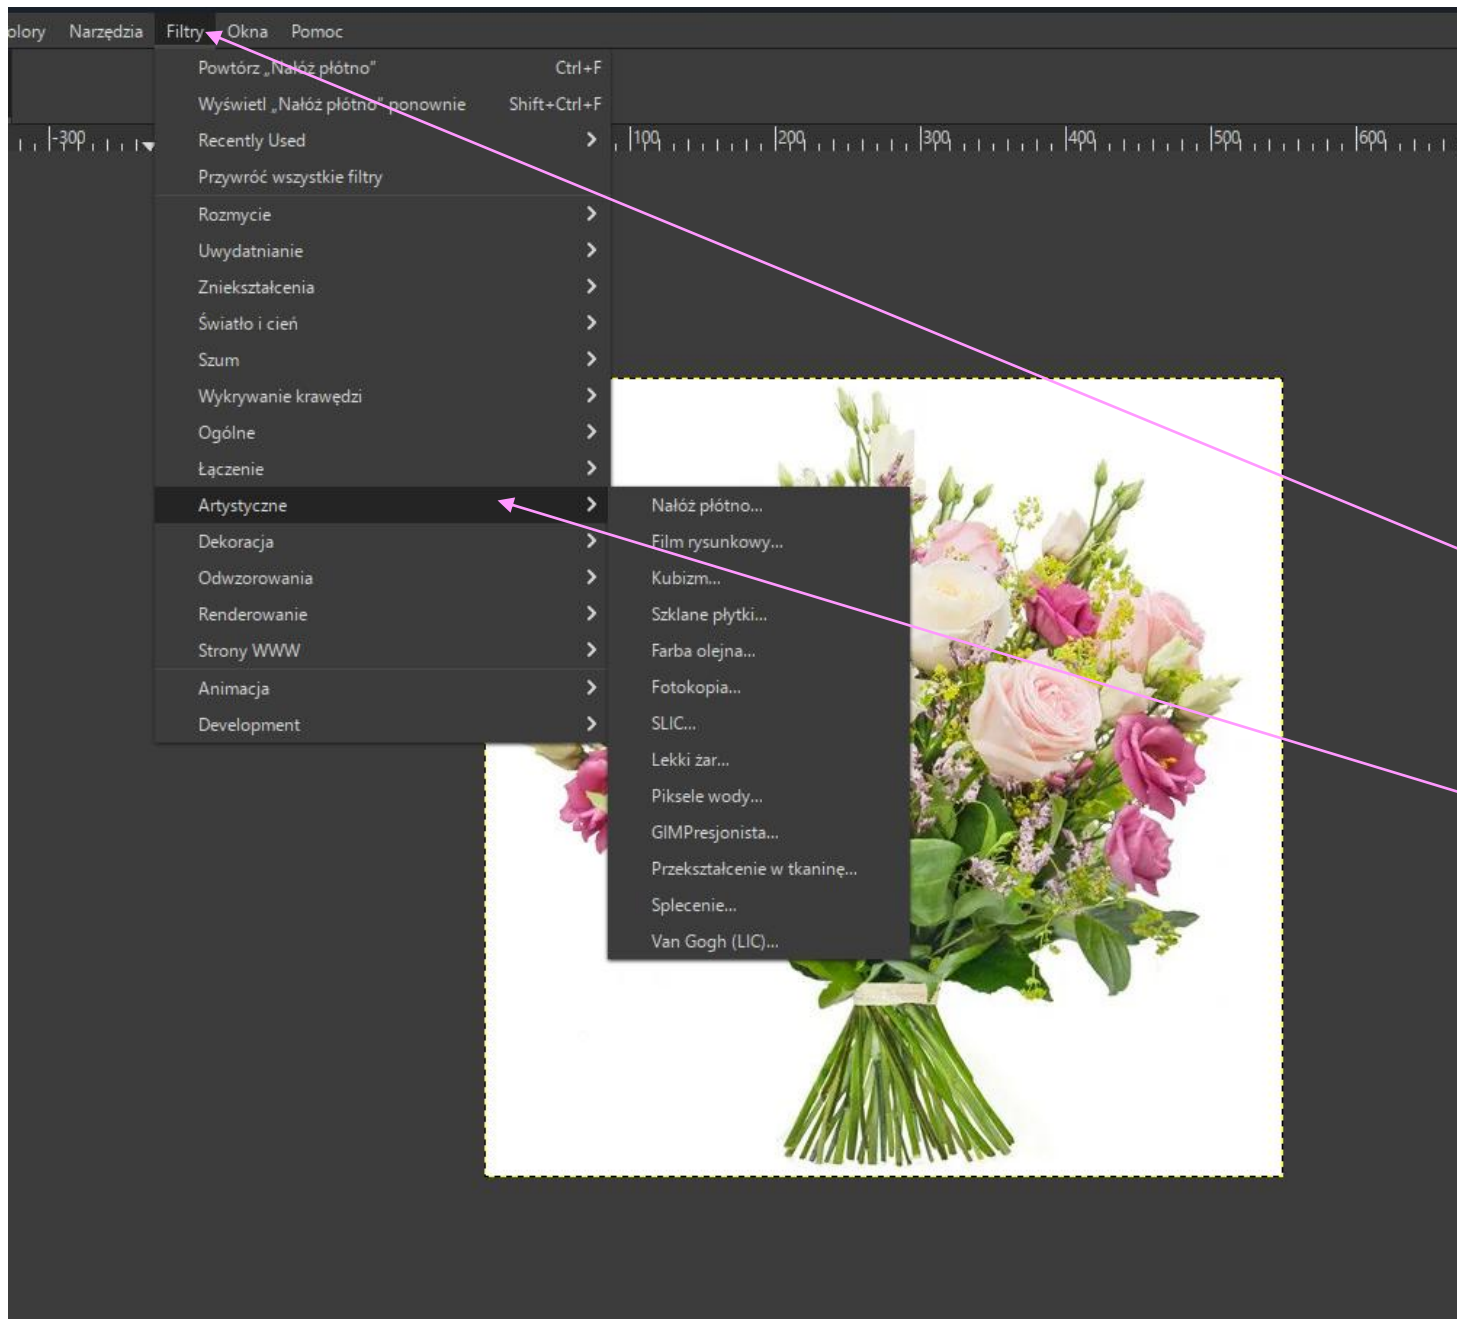 olory Narzędzia Filtry Okna Pomoc
Powtórz „Nałóż płótno” Ctrl+F
Wyświetl „Nałóż płótno” ponownie Shift+Ctrl+F
-300 100 200 300 400 500 600
Recently Used
Przywróć wszystkie filtry
Rozmycie
Uwydatnianie
Zniekształcenia
Światło i cień
Szum
Wykrywanie krawędzi
Ogólne
Łączenie
Artystyczne
Dekoracja
Odwzorowania
Renderowanie
Strony WWW
Animacja
Development
Nałóż płótno...
Film rysunkowy...
Kubizm...
Szklane płytki...
Farba olejna...
Fotokopia...
SLIC...
Lekki żar...
Piksele wody...
GIMPresjonista...
Przekształcenie w tkaninę...
Splecenie...
Van Gogh (LIC)...